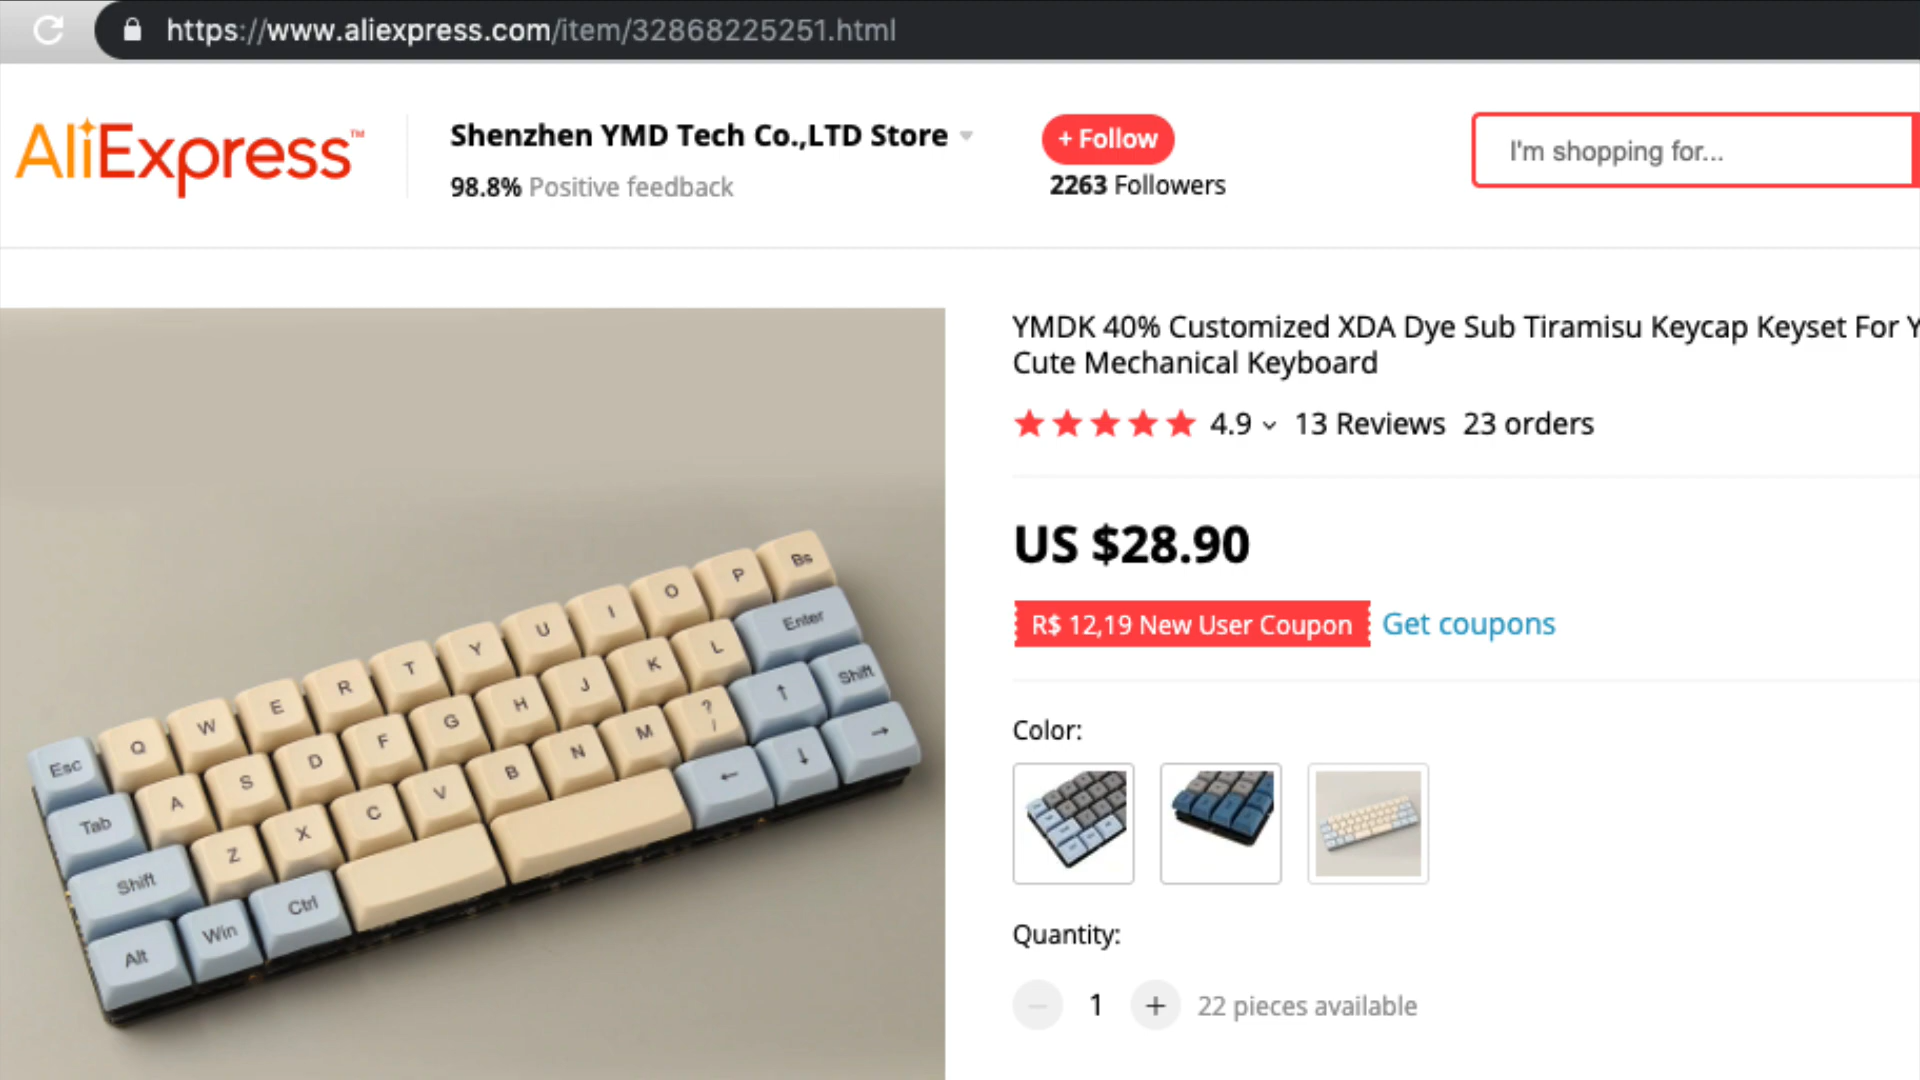 https://www.aliexpress.com/item/32868225251.html
AliExpress™
Shenzhen YMD Tech Co.,LTD Store
98.8% Positive feedback
+ Follow
2263 Followers
I'm shopping for...
YMDK 40% Customized XDA Dye Sub Tiramisu Keycap Keyset For Y
Cute Mechanical Keyboard
4.9
13 Reviews
23 orders
US $28.90
R$ 12,19 New User Coupon
Get coupons
Color:
Quantity:
1
+
22 pieces available
Esc Q W E R T Y U I O P Bs
Tab A S D F G H J K L Enter
Shift Z X C V B N M ? / ↑ Shift
Alt Win Ctrl ← ↓ →